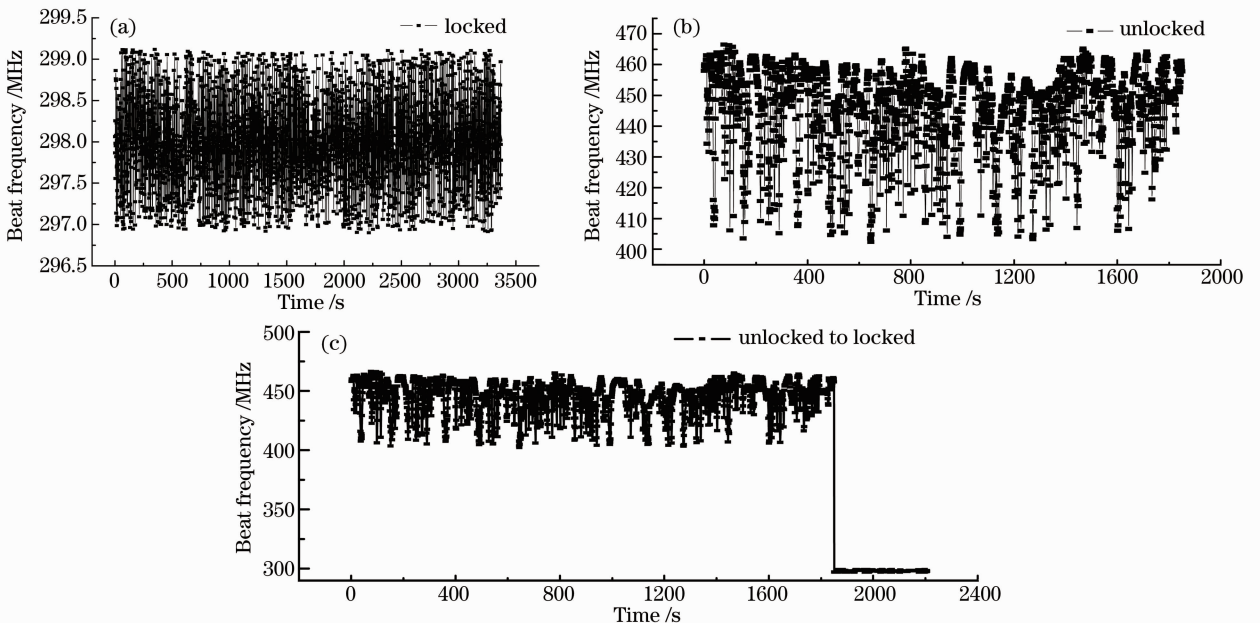 (a)
locked
Beat frequency /MHz
299.5
299.0
298.5
298.0
297.5
297.0
296.5
0 500 1000 1500 2000 2500 3000 3500
Time /s
(b)
unlocked
Beat frequency /MHz
470
460
450
440
430
420
410
400
0 400 800 1200 1600 2000
Time /s
(c)
unlocked to locked
Beat frequency /MHz
500
450
400
350
300
0 400 800 1200 1600 2000 2400
Time /s